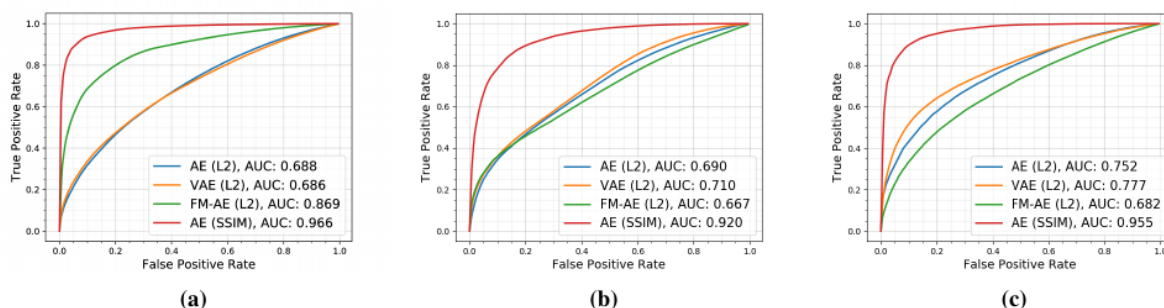 True Positive Rate
1.0
0.8
0.6
0.4
0.2
0.0
AE (L2), AUC: 0.688
VAE (L2), AUC: 0.686
FM-AE (L2), AUC: 0.869
AE (SSIM), AUC: 0.966
0.0 0.2 0.4 0.6 0.8 1.0
False Positive Rate
(a)
True Positive Rate
1.0
0.8
0.6
0.4
0.2
0.0
AE (L2), AUC: 0.690
VAE (L2), AUC: 0.710
FM-AE (L2), AUC: 0.667
AE (SSIM), AUC: 0.920
0.0 0.2 0.4 0.6 0.8 1.0
False Positive Rate
(b)
True Positive Rate
1.0
0.8
0.6
0.4
0.2
0.0
AE (L2), AUC: 0.752
VAE (L2), AUC: 0.777
FM-AE (L2), AUC: 0.682
AE (SSIM), AUC: 0.955
0.0 0.2 0.4 0.6 0.8 1.0
False Positive Rate
(c)